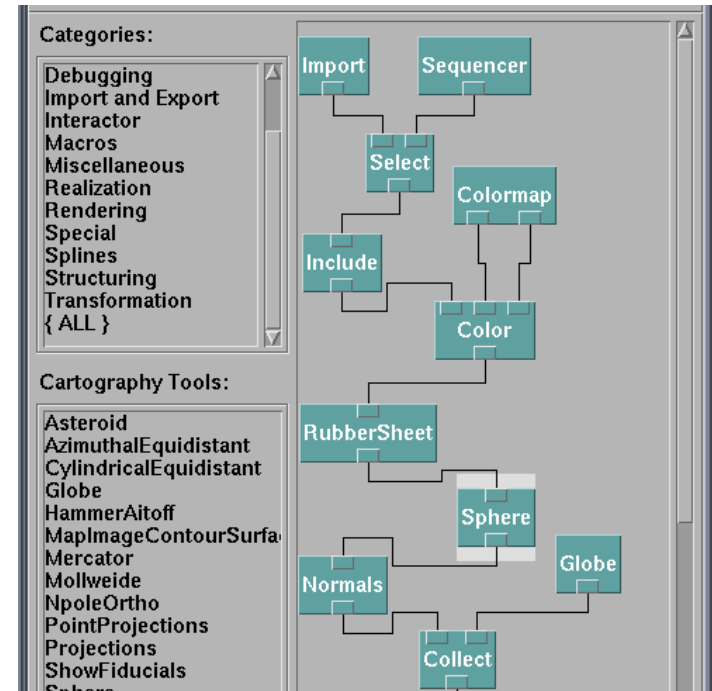 Categories:
Debugging
Import and Export
Interactor
Macros
Miscellaneous
Realization
Rendering
Special
Splines
Structuring
Transformation
{ ALL }
Cartography Tools:
Asteroid
AzimuthalEquidistant
CylindricalEquidistant
Globe
HammerAitoff
MapImageContourSurfa
Mercator
Mollweide
NpoleOrtho
PointProjections
Projections
ShowFiducials
Sphere
Import
Sequencer
Select
Colormap
Include
Color
RubberSheet
Sphere
Globe
Normals
Collect